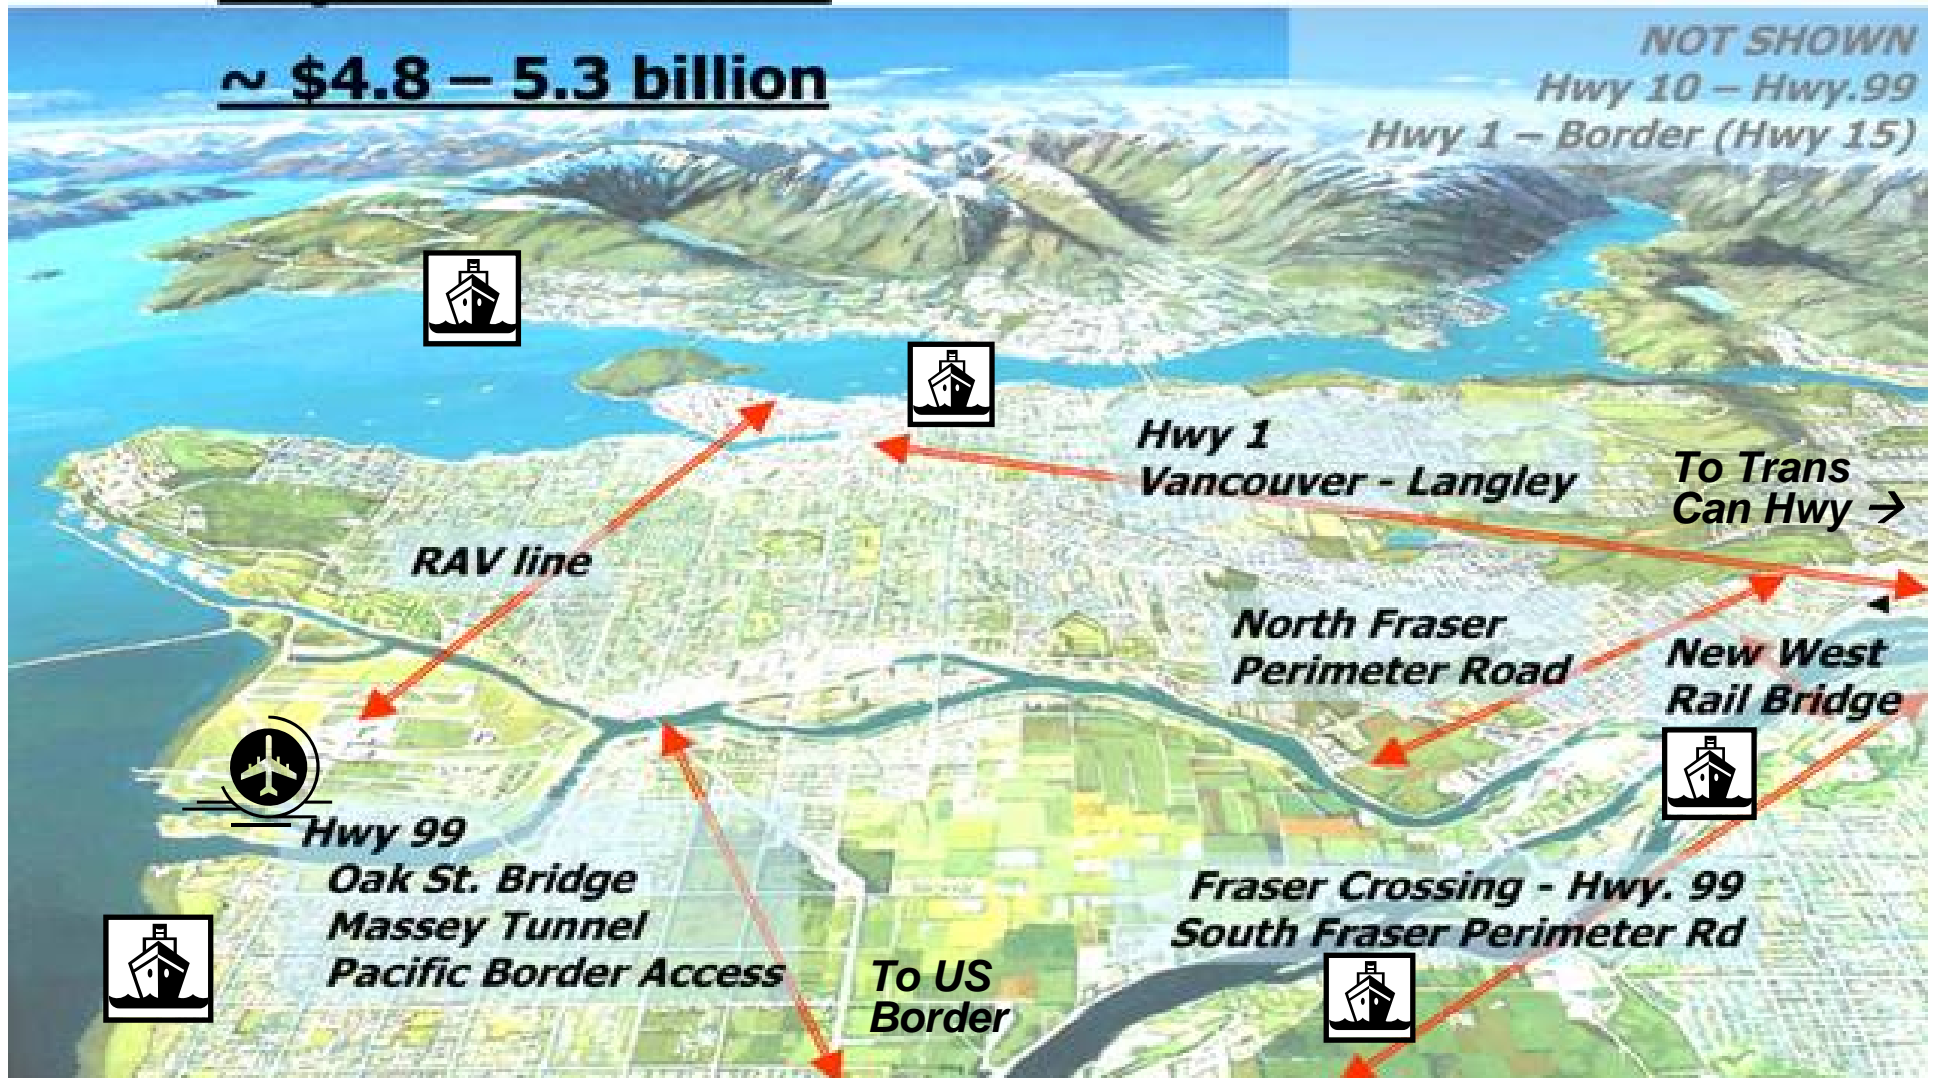 ~ $4.8 – 5.3 billion
NOT SHOWN
Hwy 10 – Hwy.99
Hwy 1 – Border (Hwy 15)
Hwy 1
Vancouver - Langley
To Trans
Can Hwy →
RAV line
North Fraser
Perimeter Road
New West
Rail Bridge
Hwy 99
Oak St. Bridge
Massey Tunnel
Pacific Border Access
Fraser Crossing - Hwy. 99
South Fraser Perimeter Rd
To US
Border